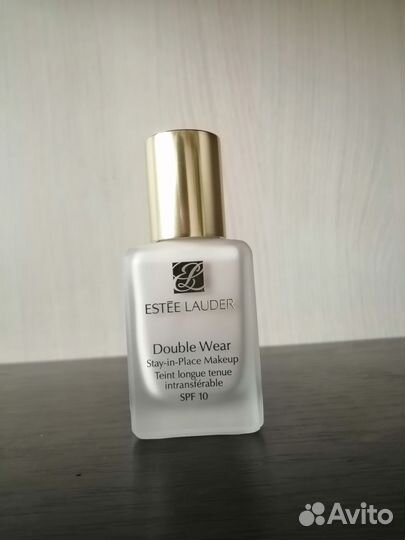 ESTĒE LAUDER
Double Wear
Stay-in-Place Makeup
Teint longue tenue
intransférable
SPF 10
Avito